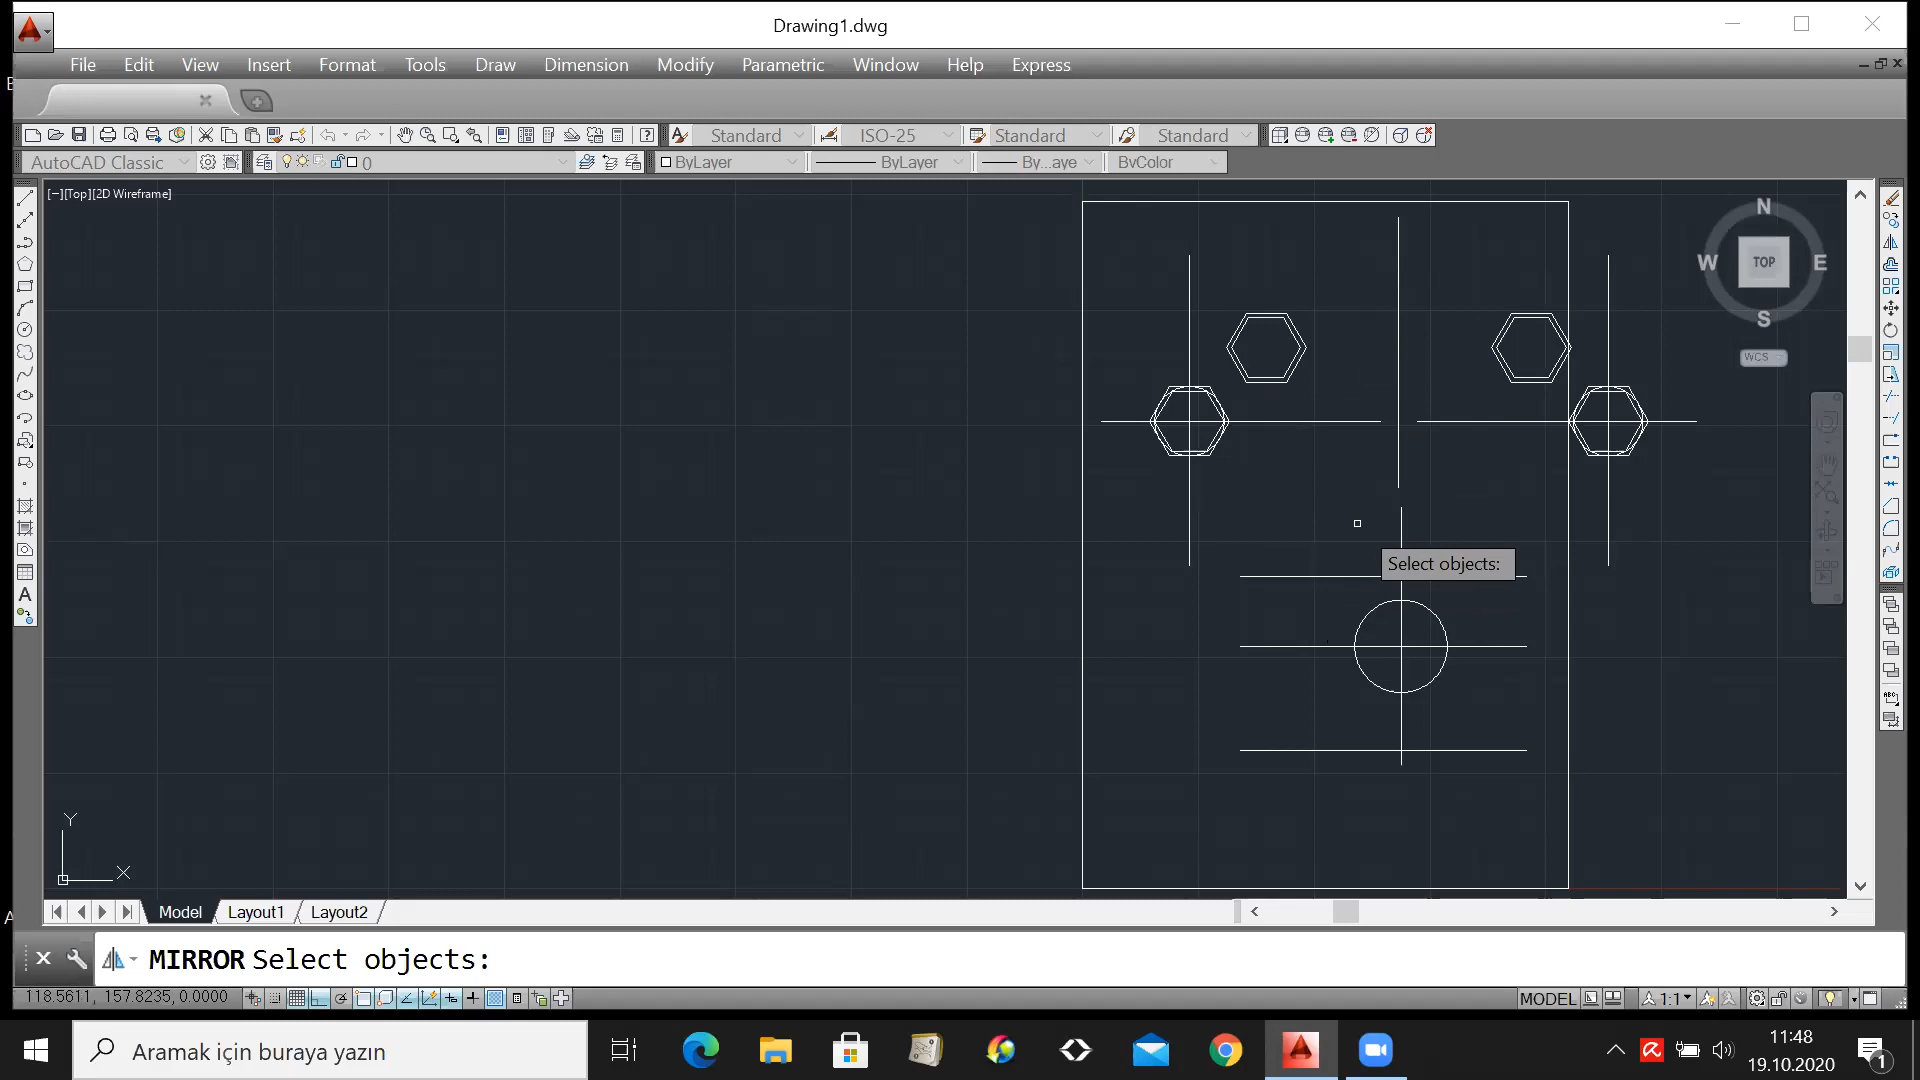 Drawing1.dwg
File Edit View Insert Format Tools Draw Dimension Modify Parametric Window Help Express
Standard ISO-25 Standard Standard
AutoCAD Classic 0 ByLayer ByLayer By...aye ByColor
[−][Top][2D Wireframe]
N
W TOP E
S
WCS
Select objects:
Y
X
A
ABC
Model Layout1 Layout2
MIRROR Select objects:
118.5611, 157.8235, 0.0000 MODEL 1:1
Aramak için buraya yazın
11:48
19.10.2020
1